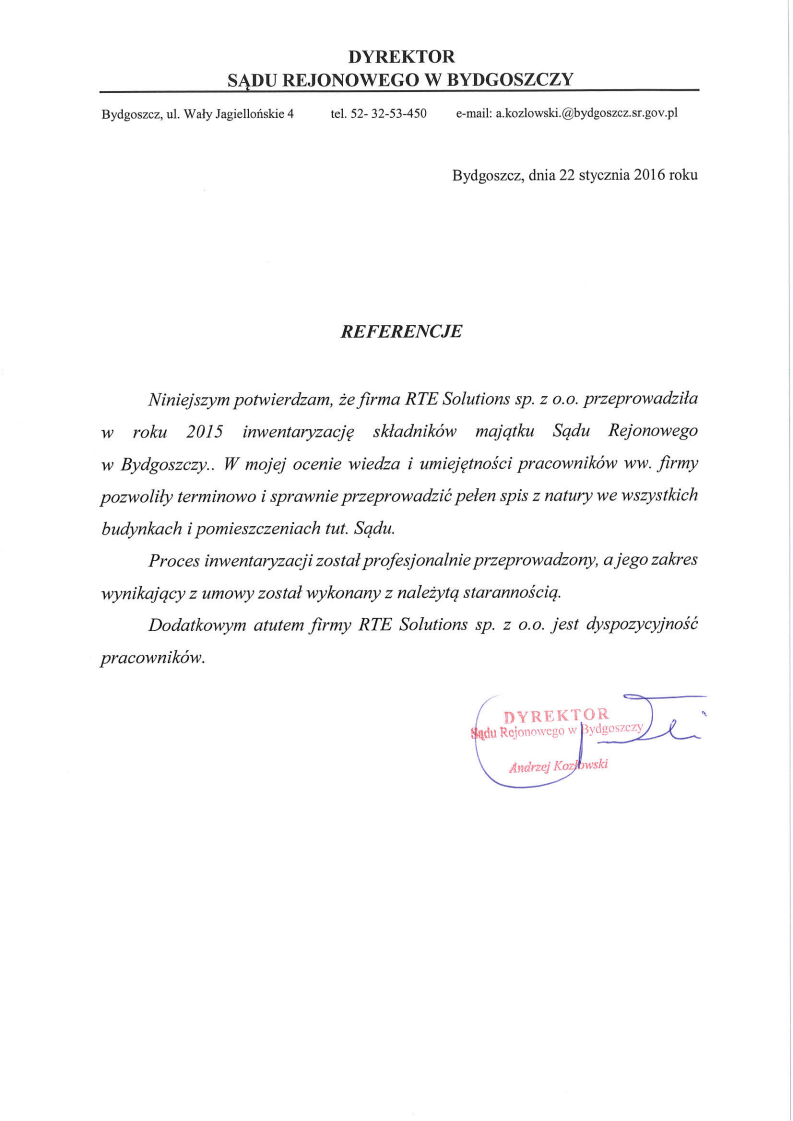 DYREKTOR
SĄDU REJONOWEGO W BYDGOSZCZY
Bydgoszcz, ul. Wały Jagiellońskie 4 tel. 52- 32-53-450 e-mail: a.kozlowski.@bydgoszcz.sr.gov.pl
Bydgoszcz, dnia 22 stycznia 2016 roku
REFERENCJE
Niniejszym potwierdzam, że firma RTE Solutions sp. z o.o. przeprowadziła
w roku 2015 inwentaryzację składników majątku Sądu Rejonowego
w Bydgoszczy.. W mojej ocenie wiedza i umiejętności pracowników ww. firmy
pozwoliły terminowo i sprawnie przeprowadzić pełen spis z natury we wszystkich
budynkach i pomieszczeniach tut. Sądu.
Proces inwentaryzacji został profesjonalnie przeprowadzony, a jego zakres
wynikający z umowy został wykonany z należytą starannością.
Dodatkowym atutem firmy RTE Solutions sp. z o.o. jest dyspozycyjność
pracowników.
DYREKTOR
Sądu Rejonowego w Bydgoszczy
Andrzej Kozłowski